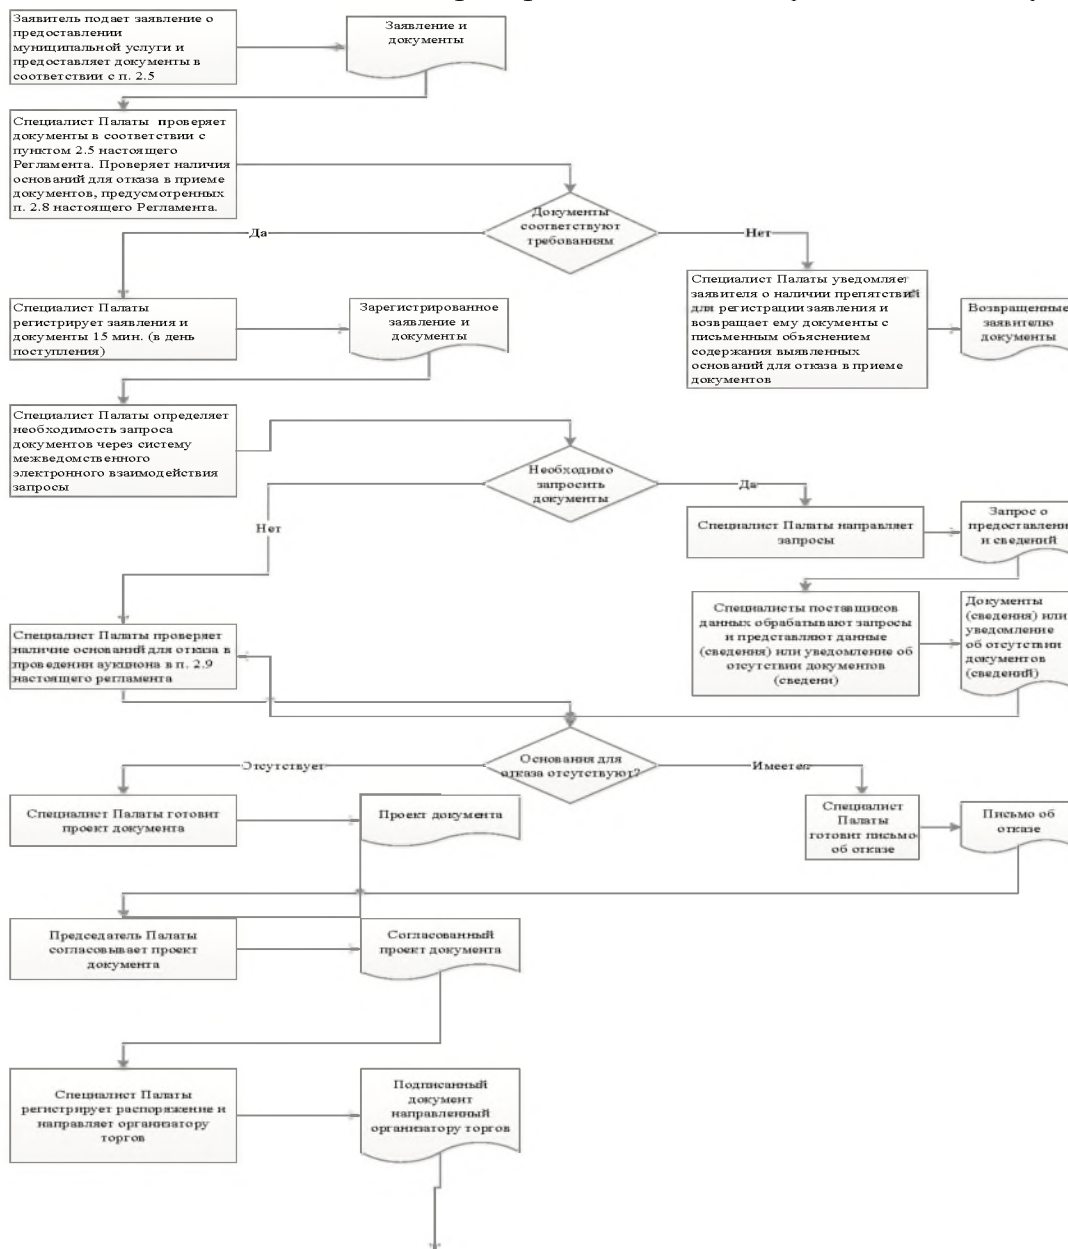 Заявитель подает заявление о
предоставлении
муниципальной услуги и
предоставляет документы в
соответствии с п. 2.5
Заявление и
документы
Специалист Палаты проверяет
документы в соответствии с
пунктом 2.5 настоящего
Регламента. Проверяет наличия
оснований для отказа в приеме
документов, предусмотренных
п. 2.8 настоящего Регламента.
Документы
соответствуют
требованиям
Да
Нет
Специалист Палаты
регистрирует заявления и
документы 15 мин. (в день
поступления)
Зарегистрированное
заявление и
документы
Специалист Палаты уведомляет
заявителя о наличии препятствий
для регистрации заявления и
возвращает ему документы с
письменным объяснением
содержания выявленных
оснований для отказа в приеме
документов
Возвращенные
заявителю
документы
Специалист Палаты определяет
необходимость запроса
документов через систему
межведомственного
электронного взаимодействия
запросы
Необходимо
запросить
документы
Да
Нет
Специалист Палаты направляет
запросы
Запрос о
предоставлени
и сведений
Специалисты поставщиков
данных обрабатывают запросы
и представляют данные
(сведения) или уведомление об
отсутствии документов
(сведени)
Документы
(сведения) или
уведомление
об отсутствии
документов
(сведений)
Специалист Палаты проверяет
наличие оснований для отказа в
проведении аукциона в п. 2.9
настоящего регламента
Основания для
отказа отсутствуют?
Отсутствует
Имеется
Специалист Палаты готовит
проект документа
Проект документа
Специалист
Палаты
готовит письмо
об отказе
Письмо об
отказе
Председатель Палаты
согласовывает проект
документа
Согласованный
проект документа
Специалист Палаты
регистрирует распоряжение и
направляет организатору
торгов
Подписанный
документ
направленный
организатору торгов